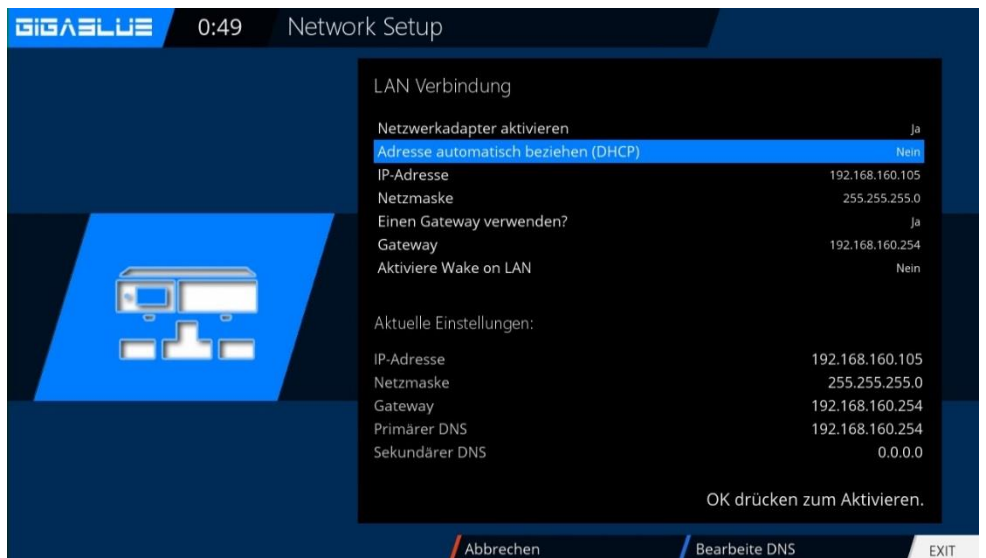 GIGABLUE 0:49 Network Setup
LAN Verbindung
Netzwerkadapter aktivieren Ja
Adresse automatisch beziehen (DHCP) Nein
IP-Adresse 192.168.160.105
Netzmaske 255.255.255.0
Einen Gateway verwenden? Ja
Gateway 192.168.160.254
Aktiviere Wake on LAN Nein
Aktuelle Einstellungen:
IP-Adresse 192.168.160.105
Netzmaske 255.255.255.0
Gateway 192.168.160.254
Primärer DNS 192.168.160.254
Sekundärer DNS 0.0.0.0
OK drücken zum Aktivieren.
Abbrechen Bearbeite DNS EXIT